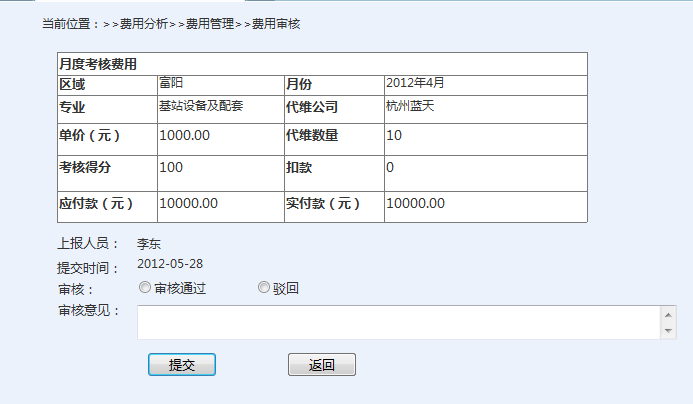 当前位置：>>费用分析>>费用管理>>费用审核
月度考核费用
区域 富阳 月份 2012年4月
专业 基站设备及配套 代维公司 杭州蓝天
单价（元） 1000.00 代维数量 10
考核得分 100 扣款 0
应付款（元） 10000.00 实付款（元） 10000.00
上报人员： 李东
提交时间： 2012-05-28
审核： 审核通过 驳回
审核意见：
提交 返回